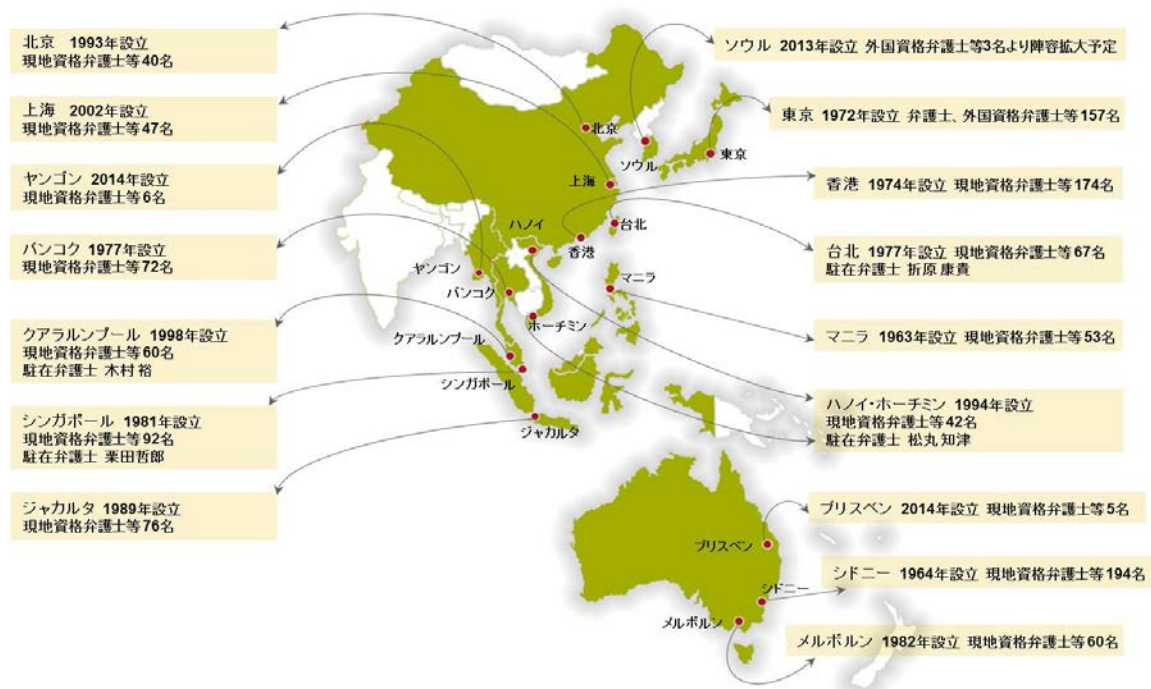 北京 1993年設立
現地資格弁護士等40名
上海 2002年設立
現地資格弁護士等47名
ヤンゴン 2014年設立
現地資格弁護士等6名
バンコク 1977年設立
現地資格弁護士等72名
クアラルンプール 1998年設立
現地資格弁護士等60名
駐在弁護士 木村 裕
シンガポール 1981年設立
現地資格弁護士等92名
駐在弁護士 栗田哲郎
ジャカルタ 1989年設立
現地資格弁護士等76名
北京
ソウル
東京
上海
ハノイ
台北
香港
ヤンゴン
バンコク
マニラ
ホーチミン
クアラルンプール
シンガポール
ジャカルタ
ブリスベン
シドニー
メルボルン
ソウル 2013年設立 外国資格弁護士等3名より陣容拡大予定
東京 1972年設立 弁護士、外国資格弁護士等157名
香港 1974年設立 現地資格弁護士等174名
台北 1977年設立 現地資格弁護士等67名
駐在弁護士 折原 康貴
マニラ 1963年設立 現地資格弁護士等53名
ハノイ・ホーチミン 1994年設立
現地資格弁護士等42名
駐在弁護士 松丸 知津
ブリスベン 2014年設立 現地資格弁護士等5名
シドニー 1964年設立 現地資格弁護士等194名
メルボルン 1982年設立 現地資格弁護士等60名